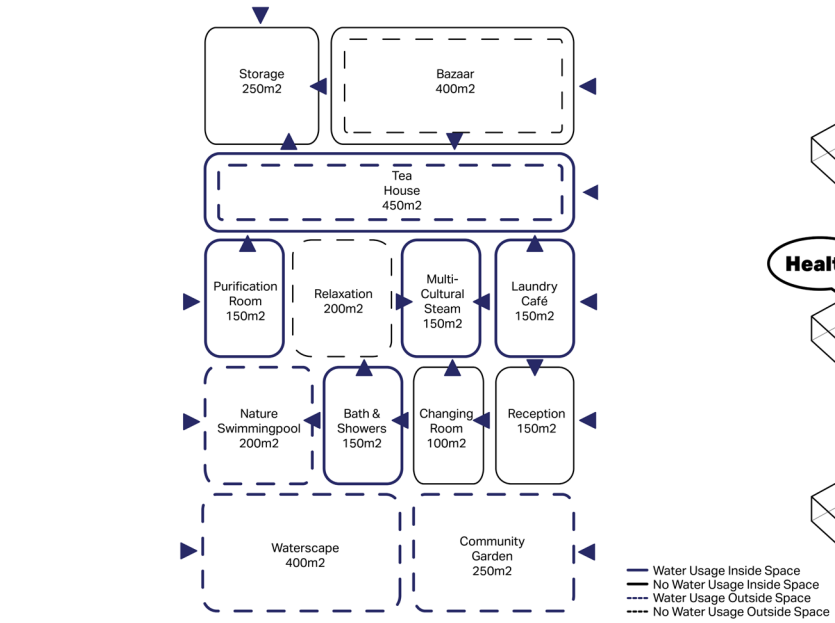 Storage
250m2
Bazaar
400m2
Tea
House
450m2
Purification
Room
150m2
Relaxation
200m2
Multi-
Cultural
Steam
150m2
Laundry
Café
150m2
Nature
Swimmingpool
200m2
Bath &
Showers
150m2
Changing
Room
100m2
Reception
150m2
Waterscape
400m2
Community
Garden
250m2
Water Usage Inside Space
No Water Usage Inside Space
Water Usage Outside Space
No Water Usage Outside Space